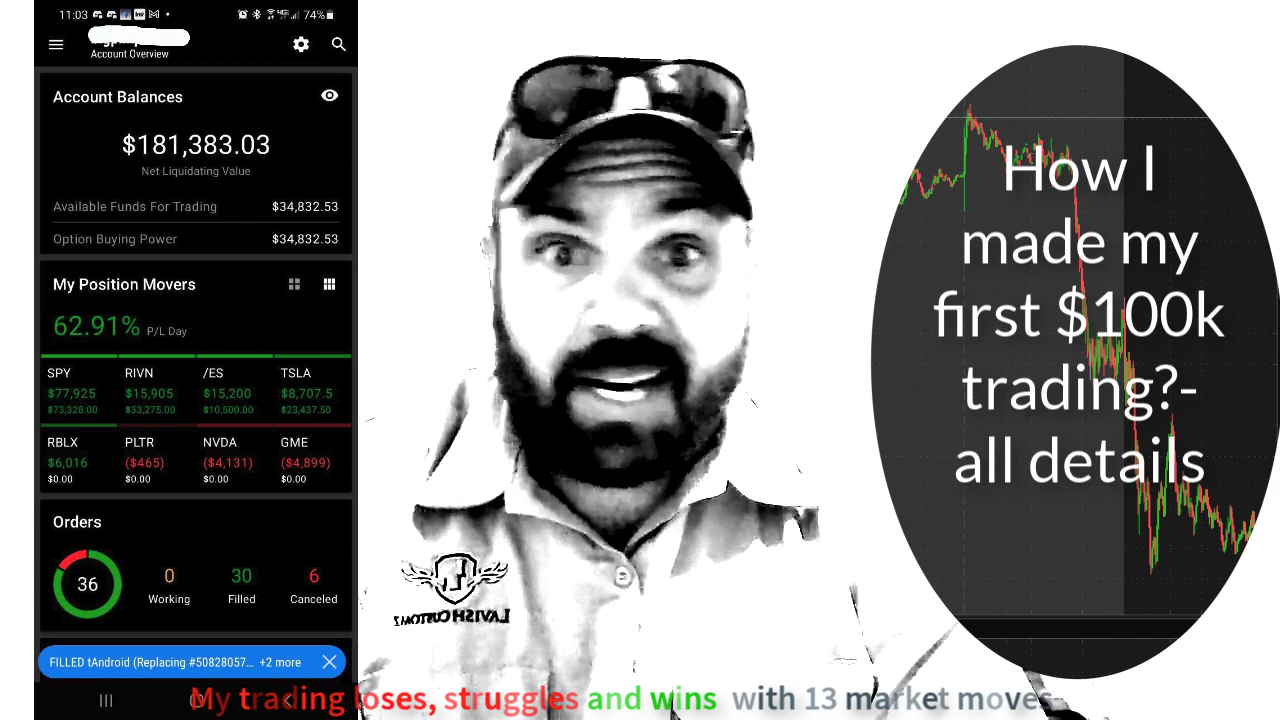 11:03
74%
Account Overview
Account Balances
$181,383.03
Net Liquidating Value
Available Funds For Trading $34,832.53
Option Buying Power $34,832.53
My Position Movers
62.91% P/L Day
SPY RIVN /ES TSLA
$77,925 $15,905 $15,200 $8,707.5
$73,328.00 $33,275.00 $10,500.00 $23,437.50
RBLX PLTR NVDA GME
$6,016 ($465) ($4,131) ($4,899)
$0.00 $0.00 $0.00 $0.00
Orders
36
0 30 6
Working Filled Canceled
FILLED tAndroid (Replacing #50828057... +2 more
LAVISH CUSTOMZ
How I
made my
first $100k
trading?-
all details
My trading loses, struggles and wins with 13 market moves